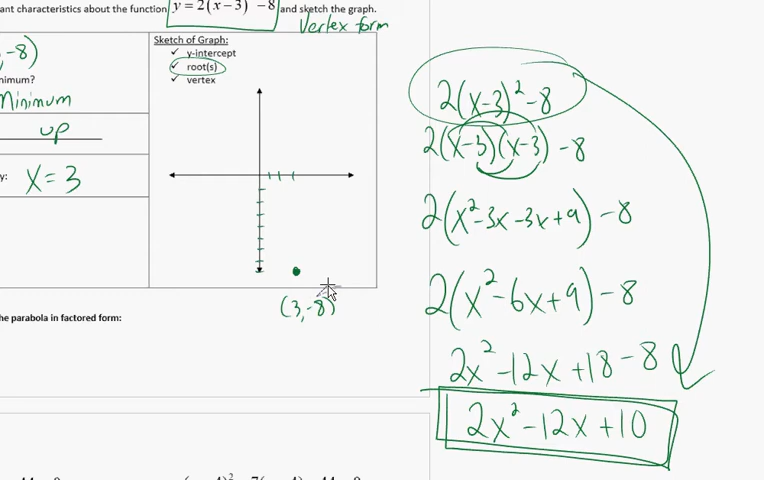 ant characteristics about the function y = 2(x−3) −8 and sketch the graph.
Vertex form
,-8)
nimum?
Minimum
up
y: x = 3
Sketch of Graph:
✓ y-intercept
✓ root(s)
✓ vertex
(3,-8)
he parabola in factored form:
2(x-3)² -8
2(x-3)(x-3) -8
2(x²-3x-3x+9) -8
2(x²-6x+9) -8
2x²-12x+18-8
2x²-12x+10